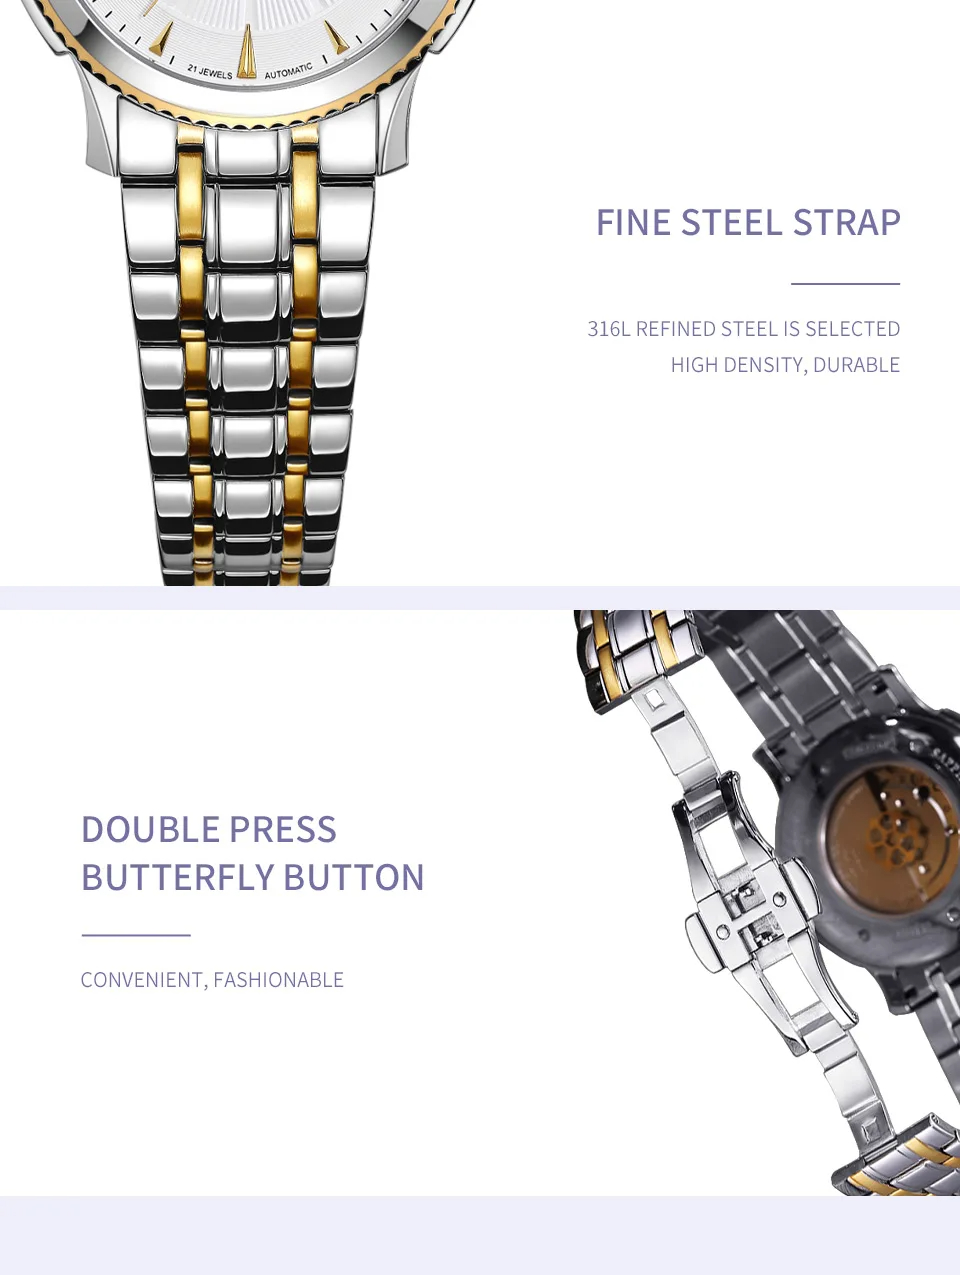 21 JEWELS AUTOMATIC
FINE STEEL STRAP
316L REFINED STEEL IS SELECTED
HIGH DENSITY, DURABLE
DOUBLE PRESS
BUTTERFLY BUTTON
CONVENIENT, FASHIONABLE